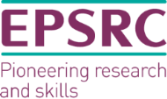 EPSRC
Pioneering research
and skills